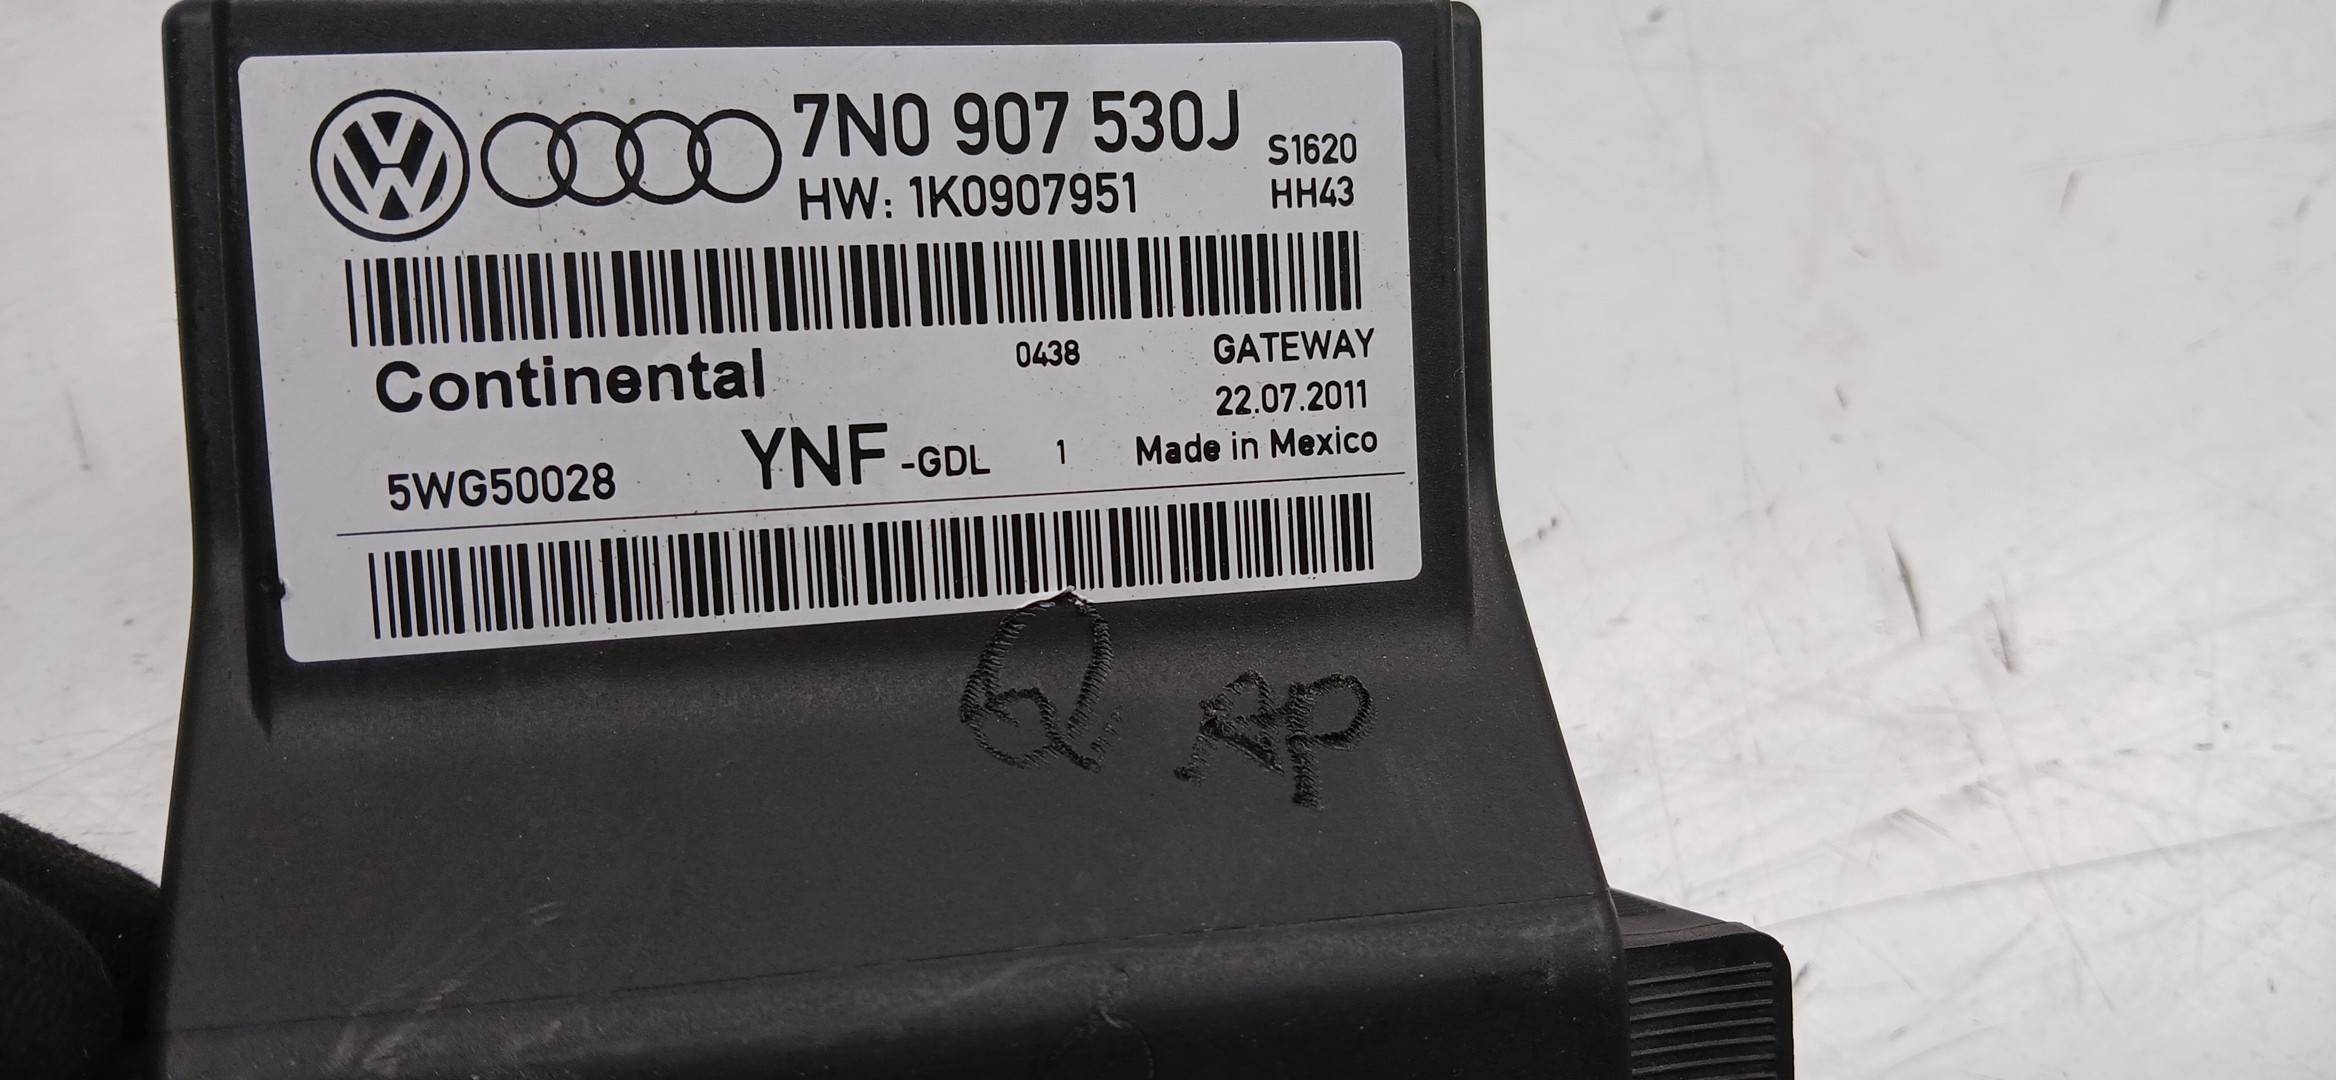 7N0 907 530J
S1620
HW: 1K0907951
HH43
Continental
0438
GATEWAY
22.07.2011
5WG50028
YNF -GDL
1
Made in Mexico